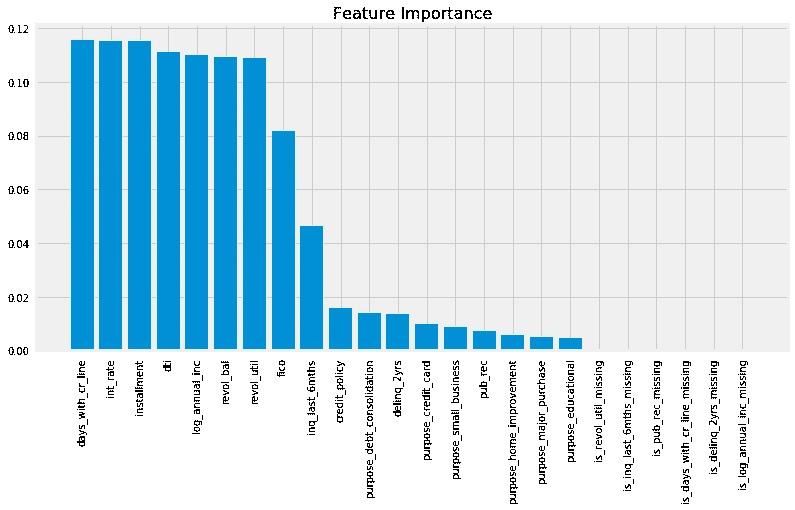 Feature Importance
0.12
0.10
0.08
0.06
0.04
0.02
0.00
days_with_cr_line
int_rate
installment
dti
log_annual_inc
revol_bal
revol_util
fico
inq_last_6mths
credit_policy
purpose_debt_consolidation
delinq_2yrs
purpose_credit_card
purpose_small_business
pub_rec
purpose_home_improvement
purpose_major_purchase
purpose_educational
is_revol_util_missing
is_inq_last_6mths_missing
is_pub_rec_missing
is_days_with_cr_line_missing
is_delinq_2yrs_missing
is_log_annual_inc_missing